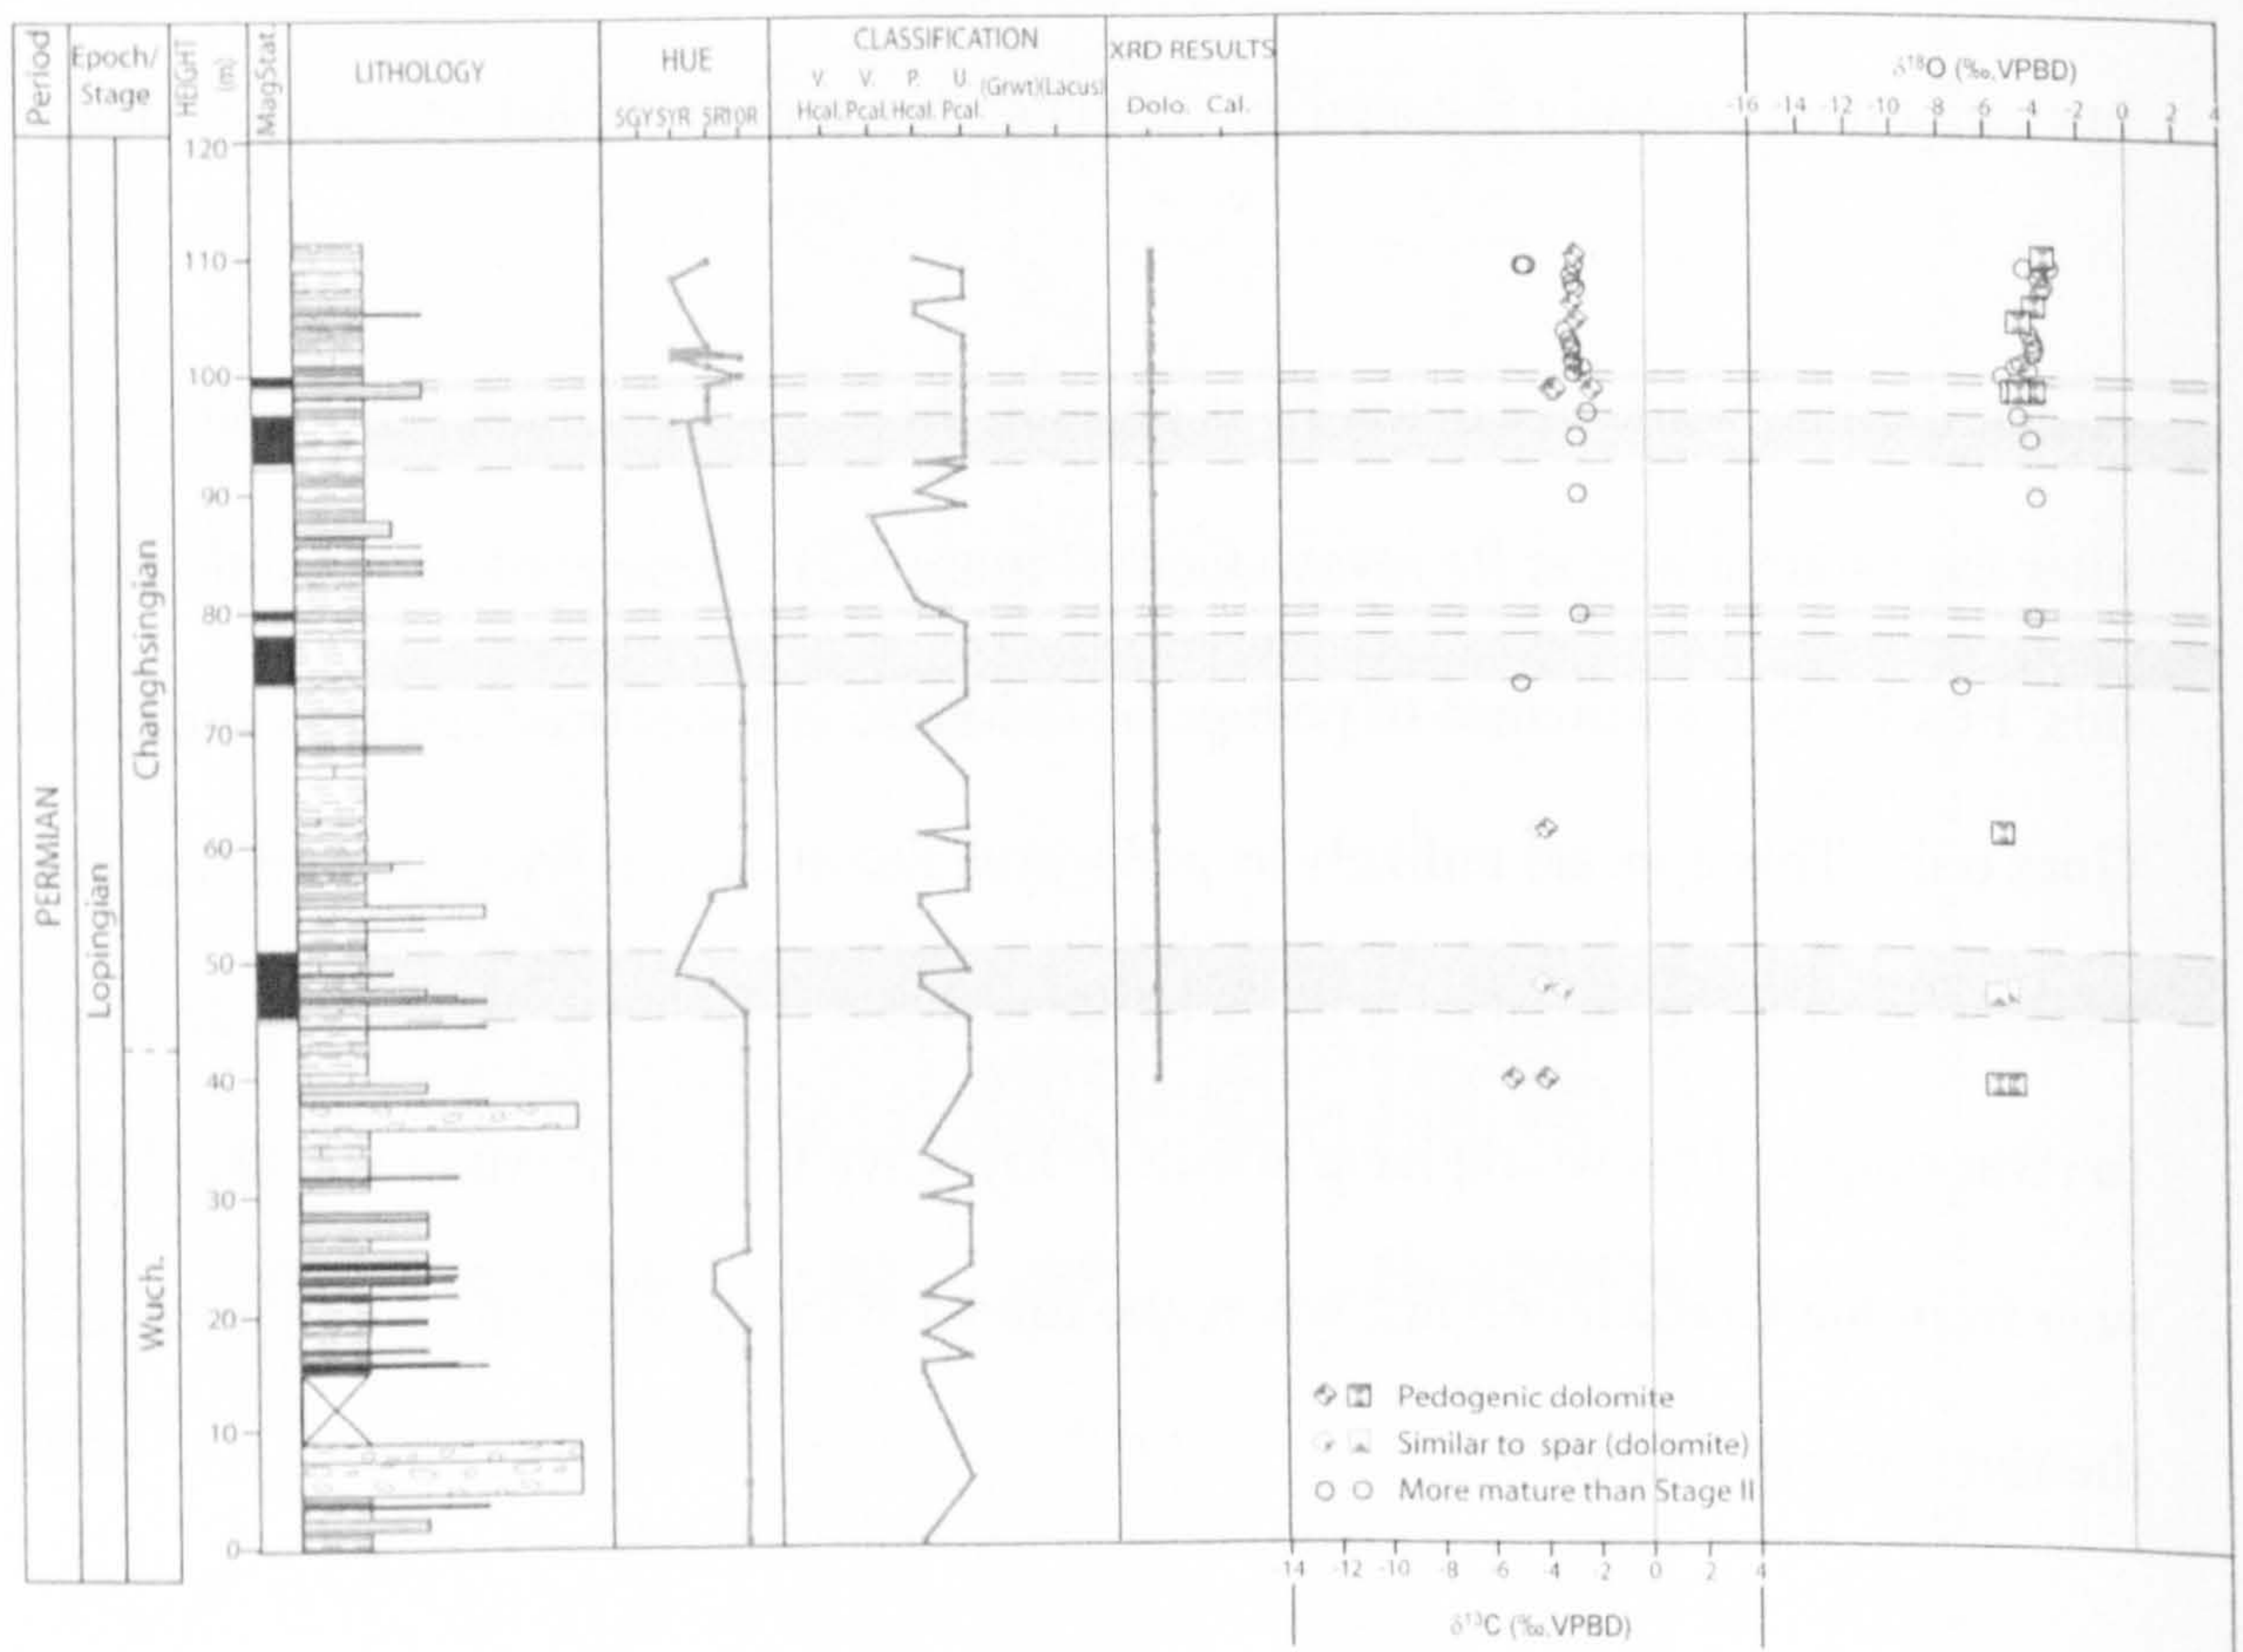 Period
Epoch/
Stage
HEIGHT
(m)
MagStat.
LITHOLOGY
HUE
5GY 5YR 5R 10R
CLASSIFICATION
V. V. P. U. (Grwt)(Lacus)
Hcal. Pcal. Hcal. Pcal.
XRD RESULTS
Dolo. Cal.
δ¹⁸O (‰,VPBD)
-16 -14 -12 -10 -8 -6 -4 -2 0 2 4
PERMIAN
Lopingian
Changhsingian
Wuch.
120
110
100
90
80
70
60
50
40
30
20
10
0
Pedogenic dolomite
Similar to spar (dolomite)
More mature than Stage II
14 -12 -10 -8 -6 -4 -2 0 2 4
δ¹³C (‰,VPBD)